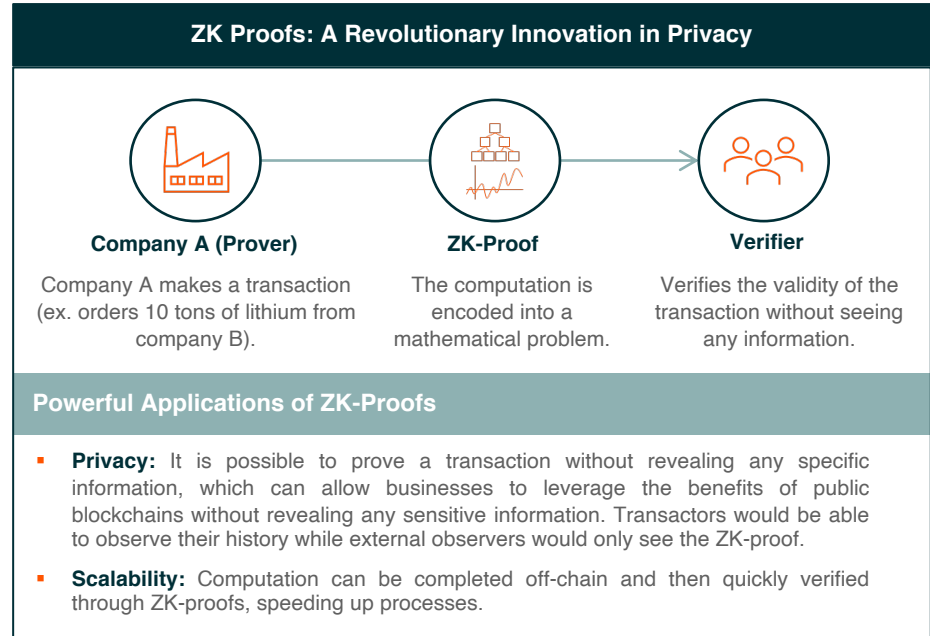 ZK Proofs: A Revolutionary Innovation in Privacy
Company A (Prover)
Company A makes a transaction
(ex. orders 10 tons of lithium from
company B).
ZK-Proof
The computation is
encoded into a
mathematical problem.
Verifier
Verifies the validity of the
transaction without seeing
any information.
Powerful Applications of ZK-Proofs
▪ Privacy: It is possible to prove a transaction without revealing any specific
information, which can allow businesses to leverage the benefits of public
blockchains without revealing any sensitive information. Transactors would be able
to observe their history while external observers would only see the ZK-proof.
▪ Scalability: Computation can be completed off-chain and then quickly verified
through ZK-proofs, speeding up processes.